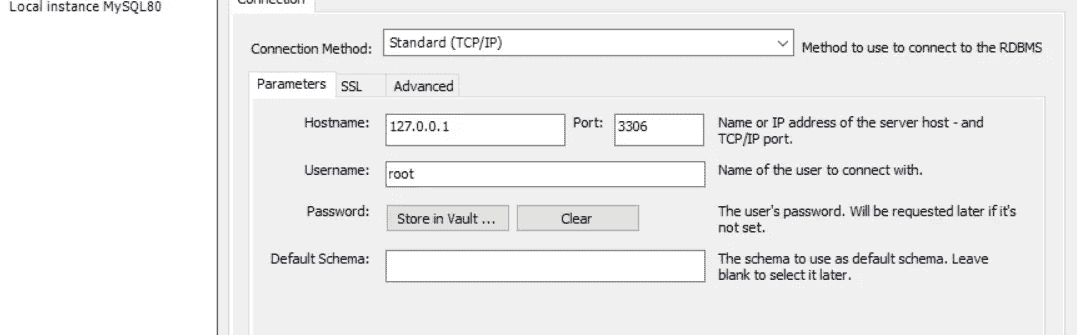 Local instance MySQL80
Connection
Connection Method: Standard (TCP/IP) Method to use to connect to the RDBMS
Parameters SSL Advanced
Hostname: 127.0.0.1 Port: 3306 Name or IP address of the server host - and
TCP/IP port.
Username: root Name of the user to connect with.
Password: Store in Vault ... Clear The user's password. Will be requested later if it's
not set.
Default Schema: The schema to use as default schema. Leave
blank to select it later.